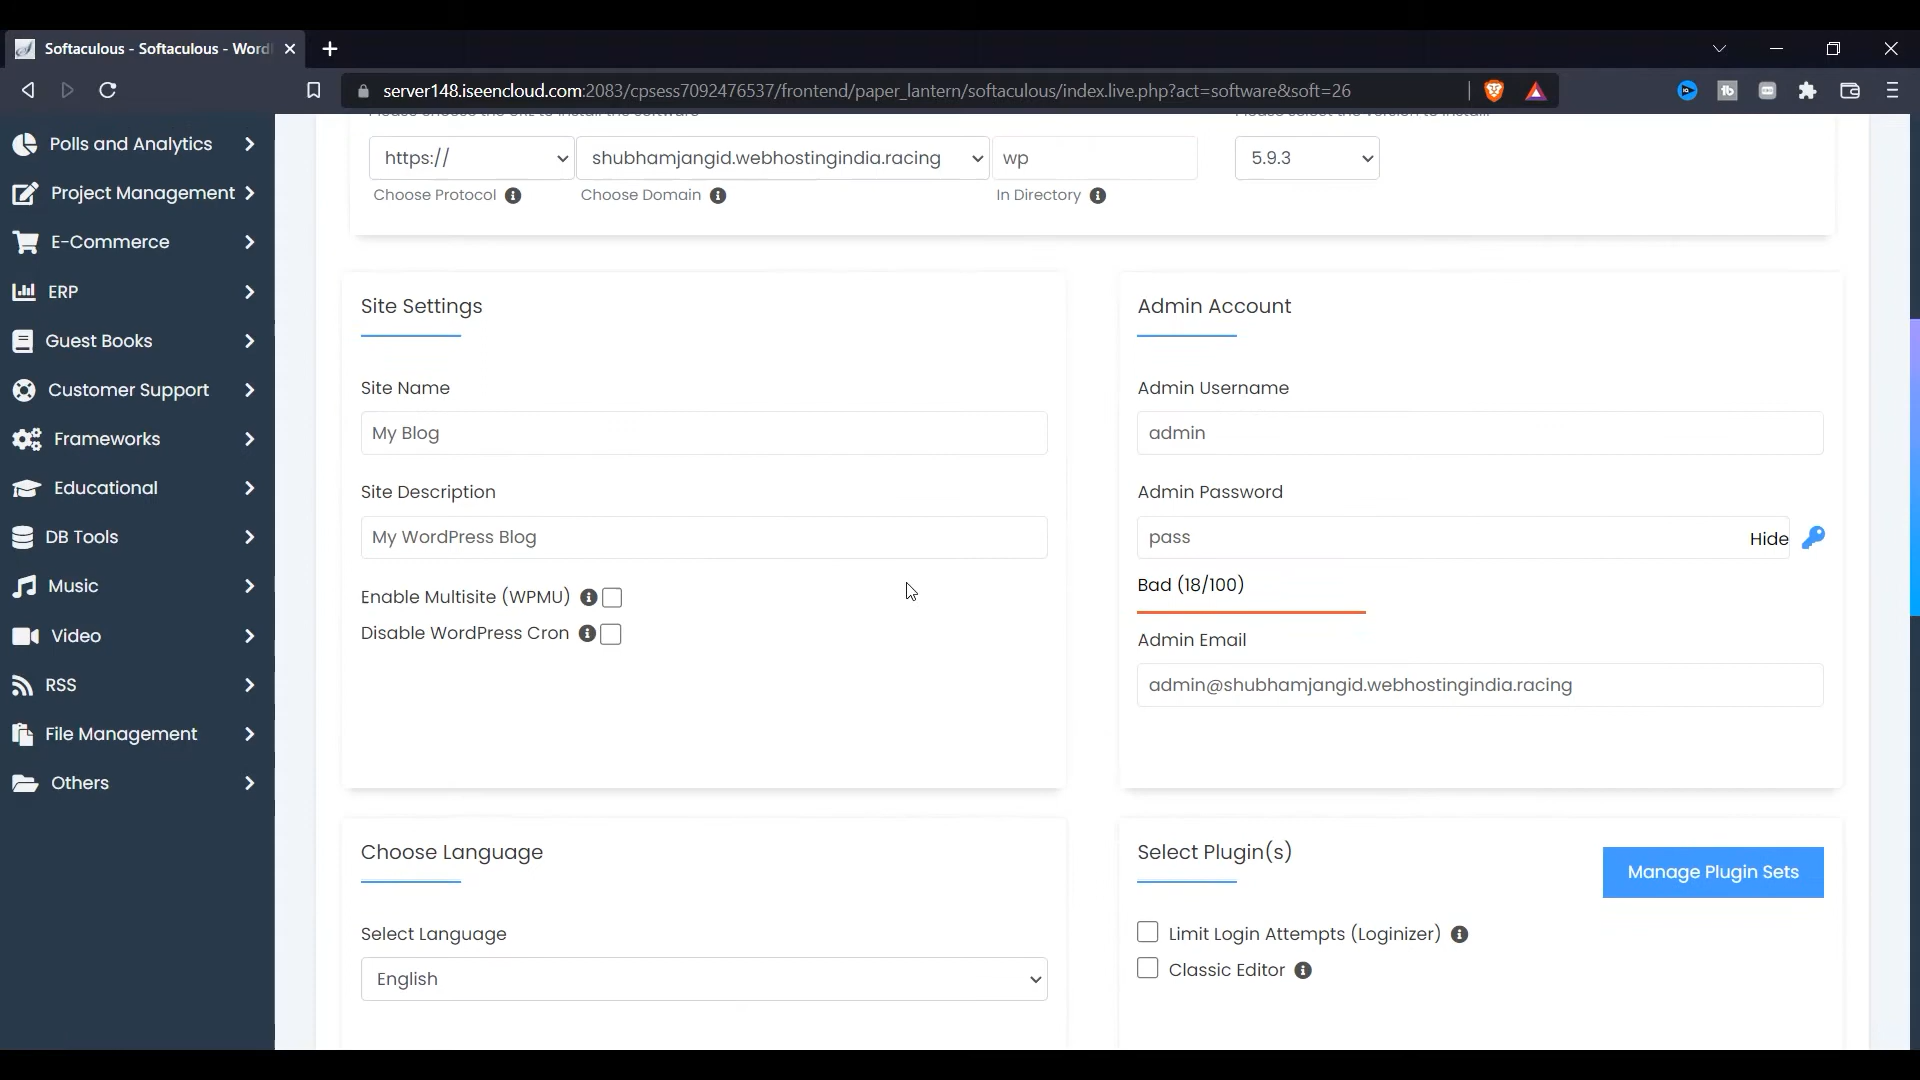 Softaculous - Softaculous - Word
server148.iseencloud.com:2083/cpsess7092476537/frontend/paper_lantern/softaculous/index.live.php?act=software&soft=26
Polls and Analytics
Project Management
E-Commerce
ERP
Guest Books
Customer Support
Frameworks
Educational
DB Tools
Music
Video
RSS
File Management
Others
https://
shubhamjangid.webhostingindia.racing
wp
5.9.3
Choose Protocol
Choose Domain
In Directory
Site Settings
Site Name
My Blog
Site Description
My WordPress Blog
Enable Multisite (WPMU)
Disable WordPress Cron
Admin Account
Admin Username
admin
Admin Password
pass
Hide
Bad (18/100)
Admin Email
admin@shubhamjangid.webhostingindia.racing
Choose Language
Select Language
English
Select Plugin(s)
Manage Plugin Sets
Limit Login Attempts (Loginizer)
Classic Editor